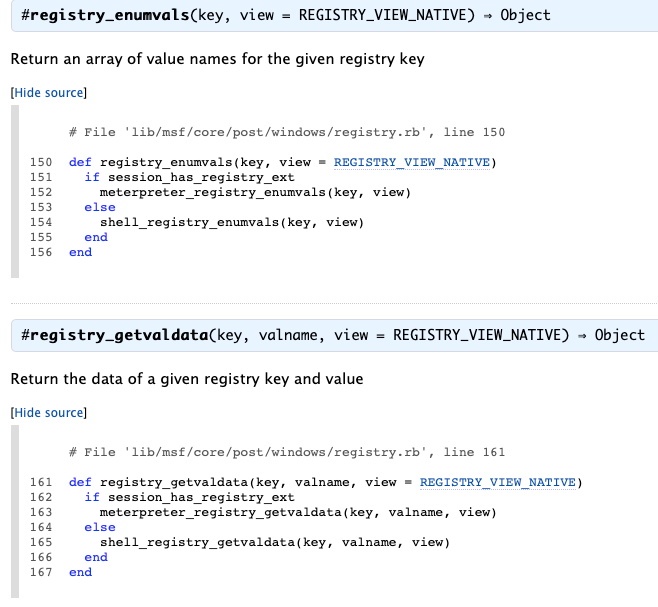 #registry_enumvals(key, view = REGISTRY_VIEW_NATIVE) ⇒ Object
Return an array of value names for the given registry key
[Hide source]
# File 'lib/msf/core/post/windows/registry.rb', line 150
150 def registry_enumvals(key, view = REGISTRY_VIEW_NATIVE)
151   if session_has_registry_ext
152     meterpreter_registry_enumvals(key, view)
153   else
154     shell_registry_enumvals(key, view)
155   end
156 end
#registry_getvaldata(key, valname, view = REGISTRY_VIEW_NATIVE) ⇒ Object
Return the data of a given registry key and value
[Hide source]
# File 'lib/msf/core/post/windows/registry.rb', line 161
161 def registry_getvaldata(key, valname, view = REGISTRY_VIEW_NATIVE)
162   if session_has_registry_ext
163     meterpreter_registry_getvaldata(key, valname, view)
164   else
165     shell_registry_getvaldata(key, valname, view)
166   end
167 end